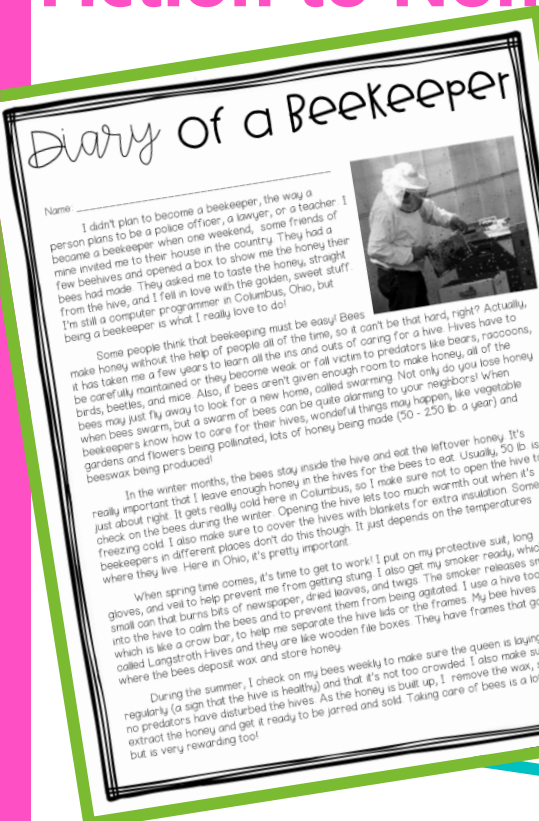 Fiction to Non
Diary of a Beekeeper
Name:
I didn't plan to become a beekeeper, the way a
person plans to be a police officer, a lawyer, or a teacher. I
became a beekeeper when one weekend, some friends of
mine invited me to their house in the country. They had a
few beehives and opened a box to show me the honey their
bees had made. They asked me to taste the honey, straight
from the hive, and I fell in love with the golden, sweet stuff.
I'm still a computer programmer in Columbus, Ohio, but
being a beekeeper is what I really love to do!
Some people think that beekeeping must be easy! Bees
make honey without the help of people all of the time, so it can't be that hard, right? Actually,
it has taken me a few years to learn all the ins and outs of caring for a hive. Hives have to
be carefully maintained or they become weak or fall victim to predators like bears, raccoons,
birds, beetles, and mice. Also, if bees aren't given enough room to make honey, all of the
bees may just fly away to look for a new home, called swarming. Not only do you lose honey
when bees swarm, but a swarm of bees can be quite alarming to your neighbors! When
beekeepers know how to care for their hives, wonderful things may happen, like vegetable
gardens and flowers being pollinated, lots of honey being made (50 - 250 lb. a year) and
beeswax being produced!
In the winter months, the bees stay inside the hive and eat the leftover honey. It's
really important that I leave enough honey in the hives for the bees to eat. Usually, 50 lb. is
just about right. It gets really cold here in Columbus, so I make sure not to open the hive to
check on the bees during the winter. Opening the hive lets too much warmth out when it's
freezing cold. I also make sure to cover the hives with blankets for extra insulation. Some
beekeepers in different places don't do this though. It just depends on the temperatures
where they live. Here in Ohio, it's pretty important.
When spring time comes, it's time to get to work! I put on my protective suit, long
gloves, and veil to help prevent me from getting stung. I also get my smoker ready, whic
small can that burns bits of newspaper, dried leaves, and twigs. The smoker releases sm
into the hive to calm the bees and to prevent them from being agitated. I use a hive too
which is like a crow bar, to help me separate the hive lids or the frames. My bee hives
called Langstroth Hives and they are like wooden file boxes. They have frames that go
where the bees deposit wax and store honey.
During the summer, I check on my bees weekly to make sure the queen is laying
regularly (a sign that the hive is healthy) and that it's not too crowded. I also make su
no predators have disturbed the hives. As the honey is built up, I remove the wax, s
extract the honey and get it ready to be jarred and sold. Taking care of bees is a lo
but is very rewarding too!